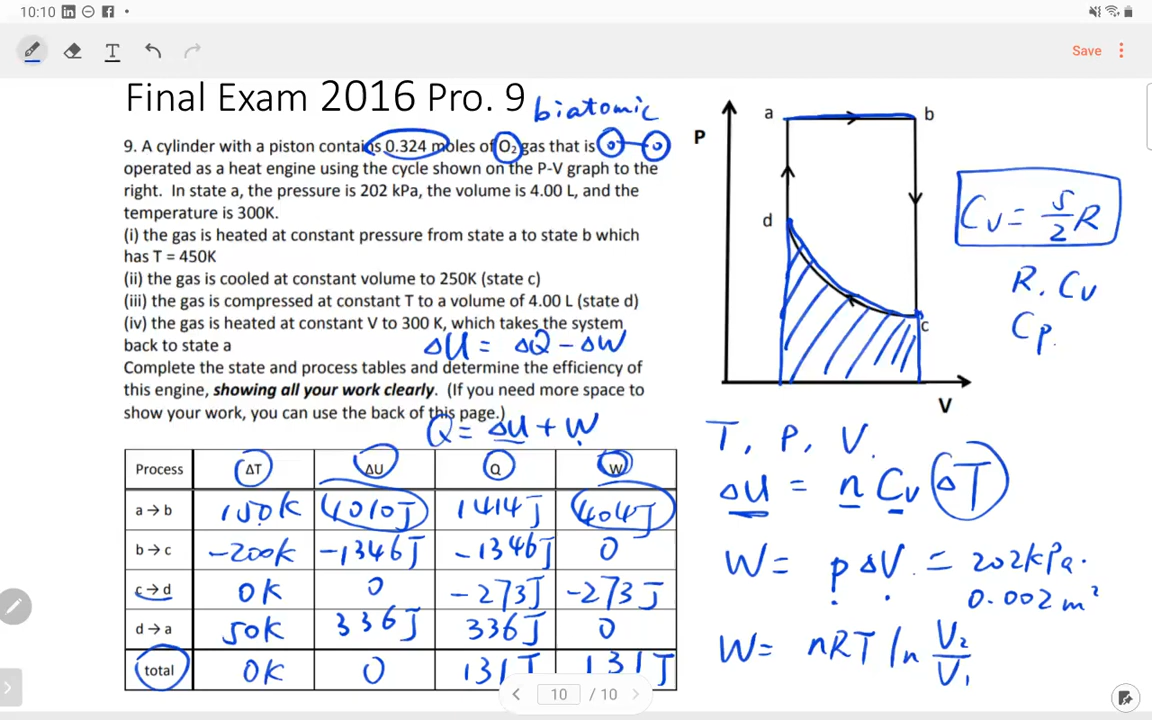 10:10
Save
Final Exam 2016 Pro. 9
biatomic
9. A cylinder with a piston contains 0.324 moles of O₂ gas that is
operated as a heat engine using the cycle shown on the P-V graph to the
right. In state a, the pressure is 202 kPa, the volume is 4.00 L, and the
temperature is 300K.
(i) the gas is heated at constant pressure from state a to state b which
has T = 450K
(ii) the gas is cooled at constant volume to 250K (state c)
(iii) the gas is compressed at constant T to a volume of 4.00 L (state d)
(iv) the gas is heated at constant V to 300 K, which takes the system
back to state a
ΔU = ΔQ - ΔW
Complete the state and process tables and determine the efficiency of
this engine, showing all your work clearly. (If you need more space to
show your work, you can use the back of this page.)
Q = ΔU + W
Process ΔT ΔU Q W
a → b 150K 4010J 1414J 404J
b → c -200K -1346J -1346J 0
c → d 0K 0 -273J -273J
d → a 50K 336J 336J 0
total 0K 0 131J 131J
P
a
b
d
c
V
Cv = 5/2 R
R. Cv
Cp.
T, P, V.
ΔU = n Cv ΔT
W = p ΔV = 202kPa·
0.002 m²
W = nRT ln V₂/V₁
10 / 10